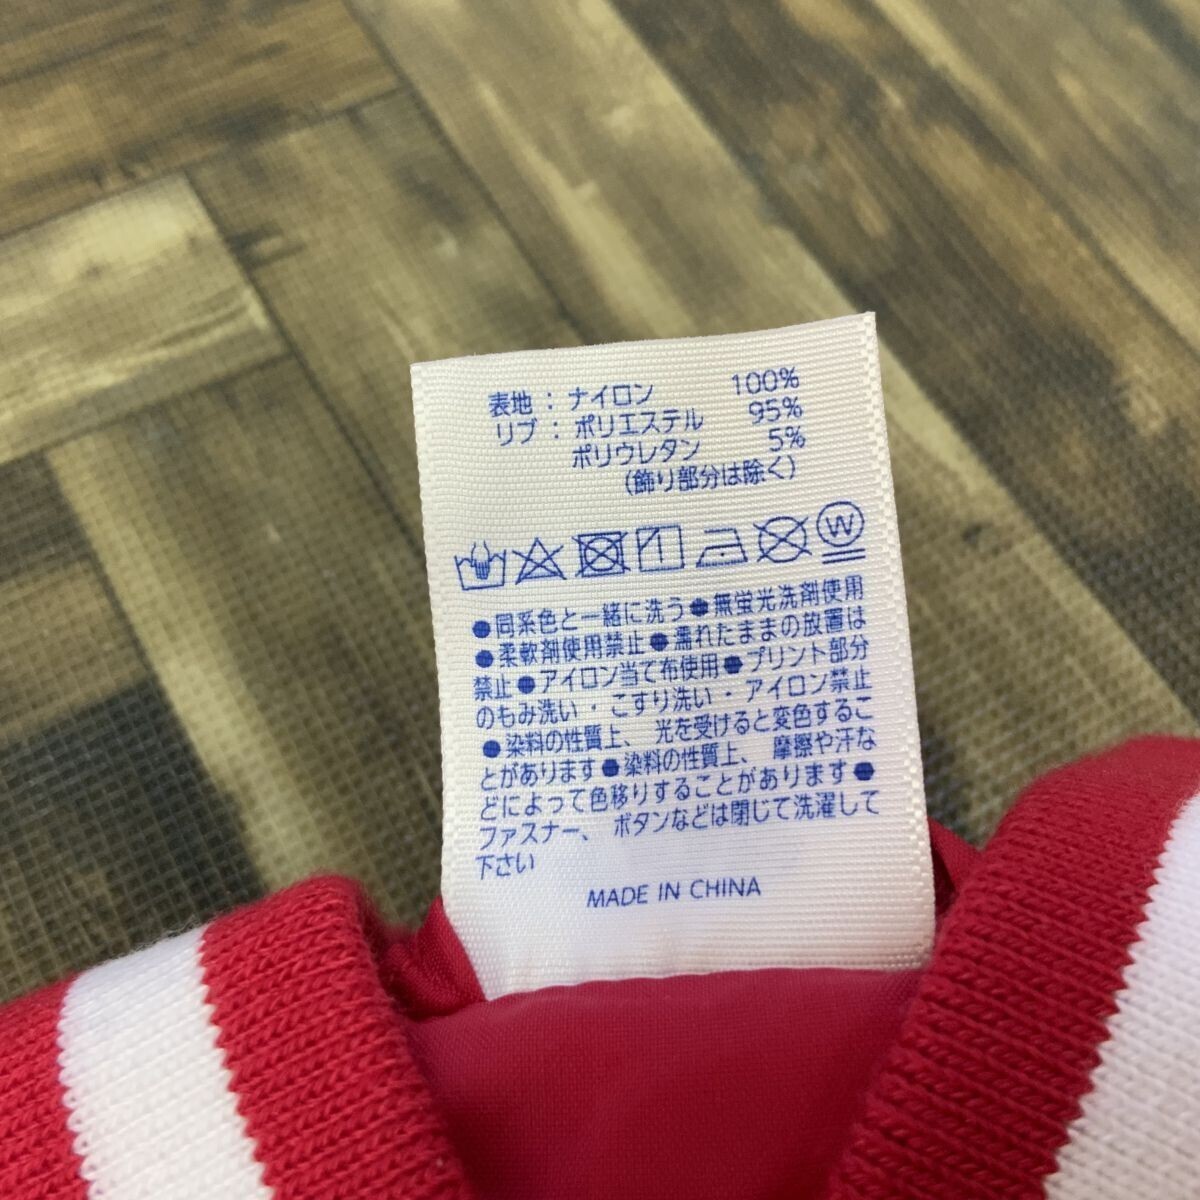 表地：ナイロン 100%
リブ：ポリエステル 95%
ポリウレタン 5%
(飾り部分は除く)
W
●同系色と一緒に洗う●無蛍光洗剤使用
●柔軟剤使用禁止●濡れたままの放置は
禁止●アイロン当て布使用●プリント部分
のもみ洗い・こすり洗い・アイロン禁止
●染料の性質上、光を受けると変色するこ
とがあります●染料の性質上、摩擦や汗な
どによって色移りすることがあります●
ファスナー、ボタンなどは閉じて洗濯して
下さい
MADE IN CHINA